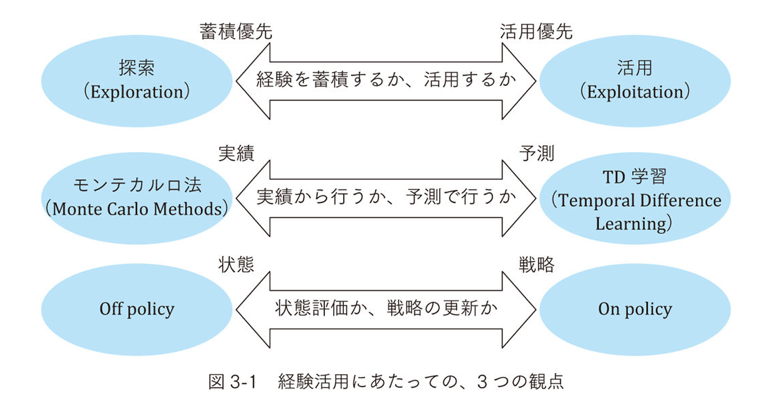 蓄積優先
活用優先
探索
（Exploration）
経験を蓄積するか、活用するか
活用
（Exploitation）
実績
予測
モンテカルロ法
（Monte Carlo Methods）
実績から行うか、予測で行うか
TD 学習
（Temporal Difference
Learning）
状態
戦略
Off policy
状態評価か、戦略の更新か
On policy
図 3-1　経験活用にあたっての、3 つの観点